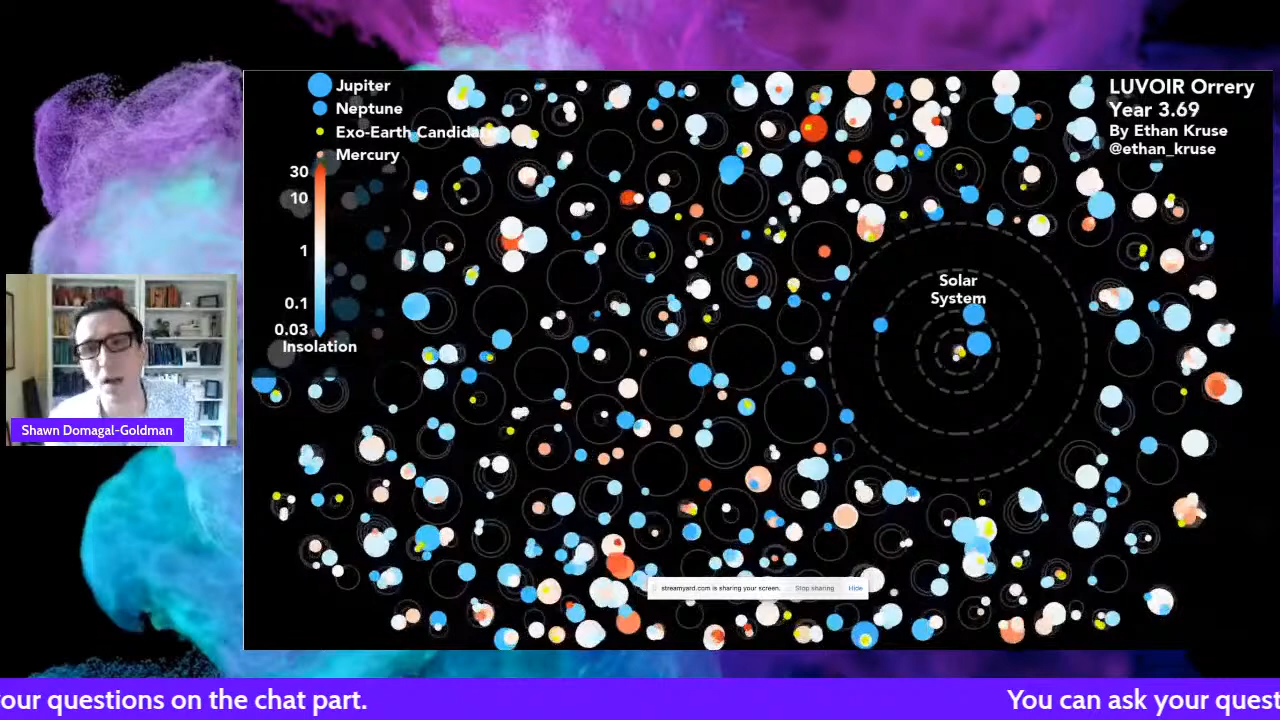 Jupiter
Neptune
Exo-Earth Candidate
Mercury
30
10
1
0.1
0.03
Insolation
LUVOIR Orrery
Year 3.69
By Ethan Kruse
@ethan_kruse
Solar
System
Shawn Domagal-Goldman
streamyard.com is sharing your screen.
Stop sharing
Hide
our questions on the chat part.
You can ask your quest